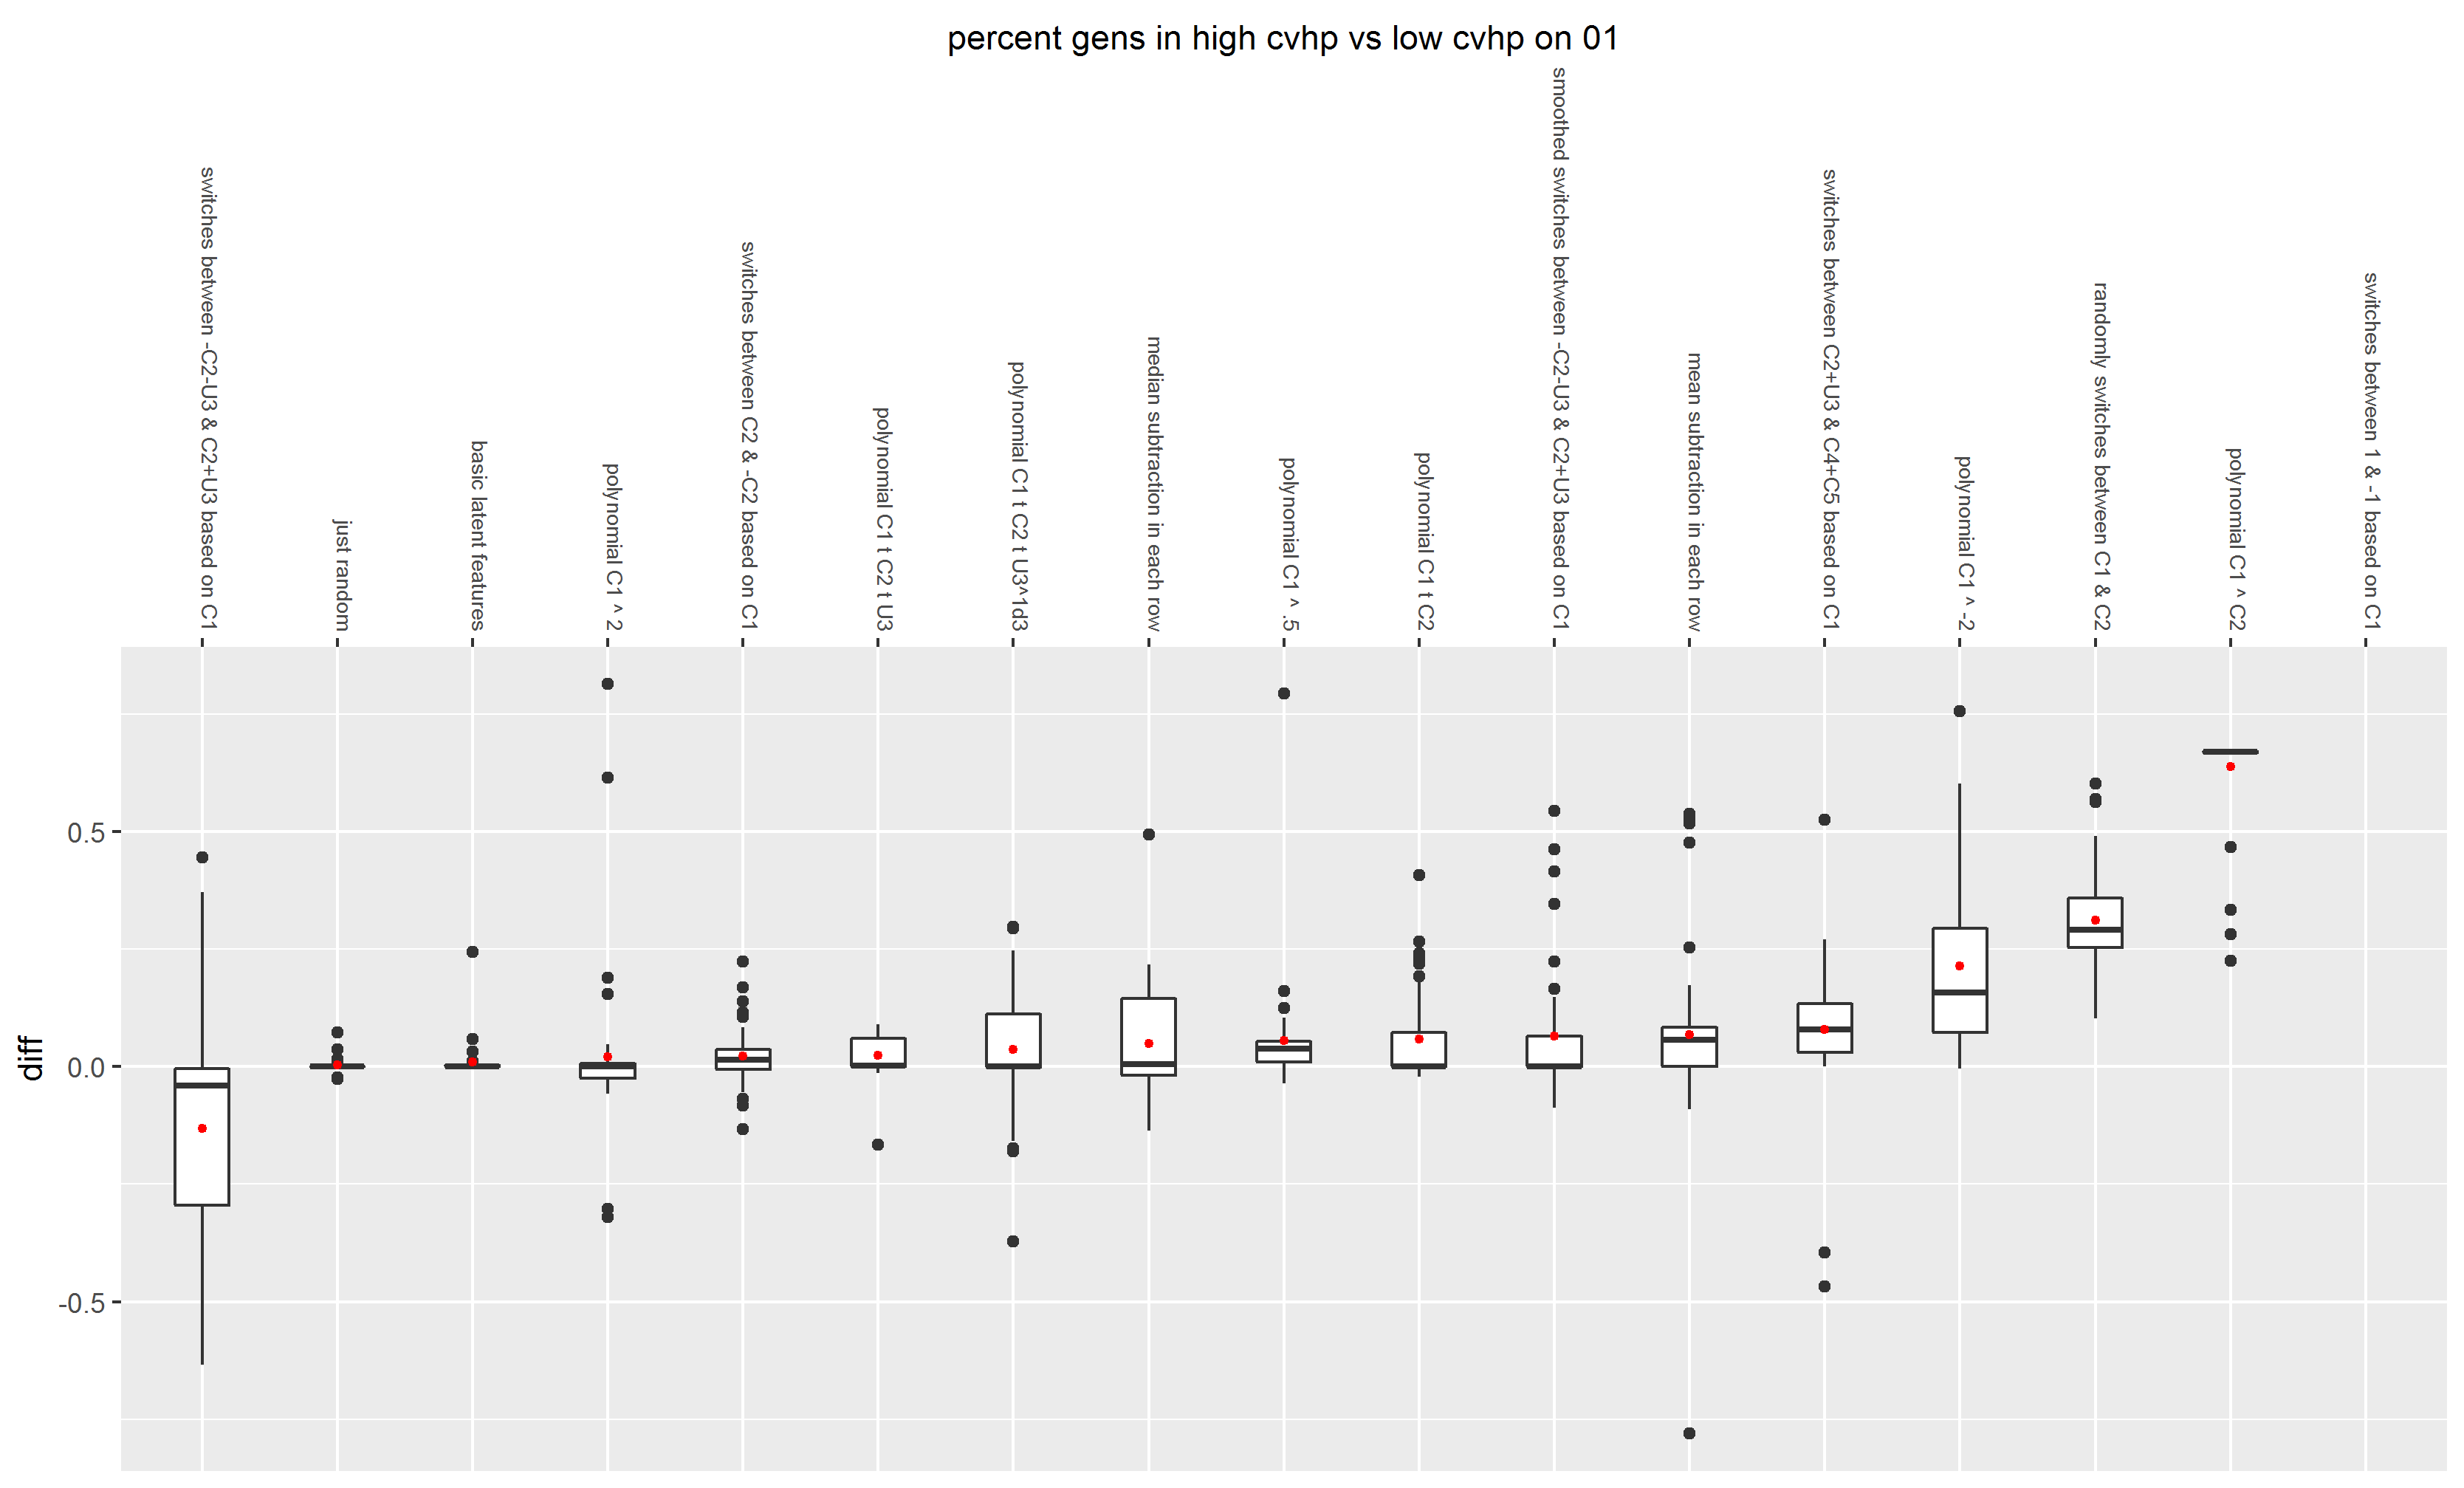 percent gens in high cvhp vs low cvhp on 01
switches between -C2-U3 & C2+U3 based on C1
just random
basic latent features
polynomial C1 ^ 2
switches between C2 & -C2 based on C1
polynomial C1 t C2 t U3
polynomial C1 t C2 t U3^1d3
median subtraction in each row
polynomial C1 ^ .5
polynomial C1 t C2
smoothed switches between -C2-U3 & C2+U3 based on C1
mean subtraction in each row
switches between C2+U3 & C4+C5 based on C1
polynomial C1 ^ -2
randomly switches between C1 & C2
polynomial C1 ^ C2
switches between 1 & -1 based on C1
diff
0.5
0.0
-0.5